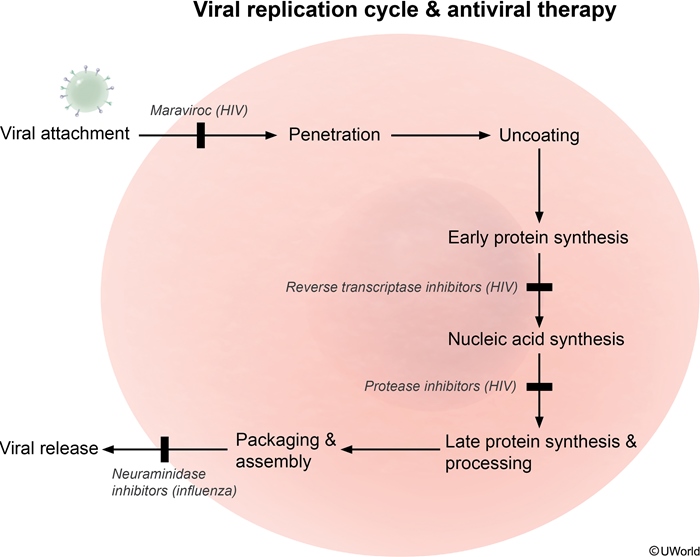 Viral replication cycle & antiviral therapy
Maraviroc (HIV)
Viral attachment
Penetration
Uncoating
Early protein synthesis
Reverse transcriptase inhibitors (HIV)
Nucleic acid synthesis
Protease inhibitors (HIV)
Late protein synthesis &
processing
Packaging &
assembly
Viral release
Neuraminidase
inhibitors (influenza)
©UWorld